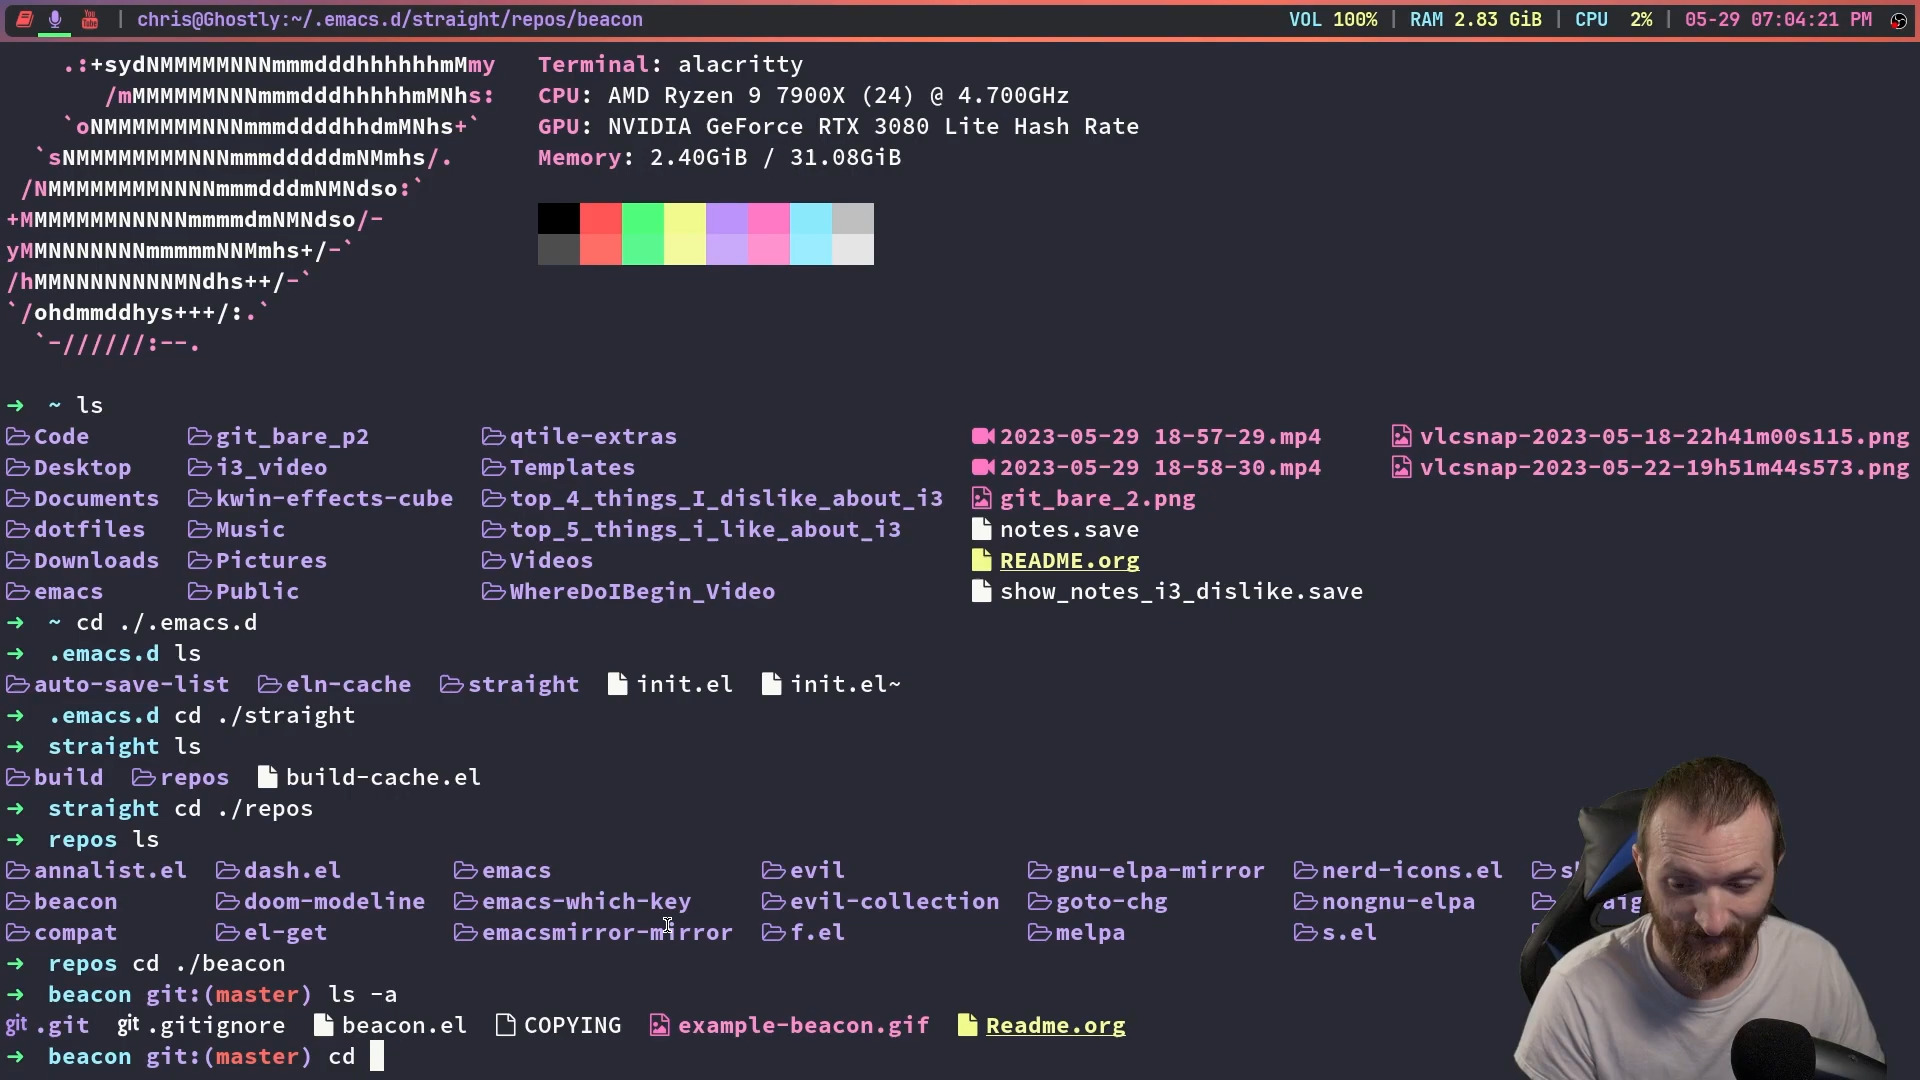 You Tube | chris@Ghostly:~/.emacs.d/straight/repos/beacon VOL 100% | RAM 2.83 GiB | CPU 2% | 05-29 07:04:21 PM
.:+sydNMMMMMMNNNmmmdddhhhhhhhmMmy Terminal: alacritty
/mMMMMMMMNNNmmmdddhhhhhhmMNhs: CPU: AMD Ryzen 9 7900X (24) @ 4.700GHz
`oNMMMMMMMNNNmmmddddhhdmMNhs+` GPU: NVIDIA GeForce RTX 3080 Lite Hash Rate
`sNMMMMMMMMNNNmmmdddddmNMmhs/. Memory: 2.40GiB / 31.08GiB
/NMMMMMMMMNNNNmmmdddmNMNdso:`
+MMMMMMMNNNNNmmmmdmNMNdso/-
yMMNNNNNNNmmmmmNNMmhs+/-`
/hMMNNNNNNNNMNdhs++/-`
`/ohdmmddhys+++/:.`
`-//////:--.
➜ ~ ls
Code git_bare_p2 qtile-extras 2023-05-29 18-57-29.mp4 vlcsnap-2023-05-18-22h41m00s115.png
Desktop i3_video Templates 2023-05-29 18-58-30.mp4 vlcsnap-2023-05-22-19h51m44s573.png
Documents kwin-effects-cube top_4_things_I_dislike_about_i3 git_bare_2.png
dotfiles Music top_5_things_i_like_about_i3 notes.save
Downloads Pictures Videos README.org
emacs Public WhereDoIBegin_Video show_notes_i3_dislike.save
➜ ~ cd ./.emacs.d
➜ .emacs.d ls
auto-save-list eln-cache straight init.el init.el~
➜ .emacs.d cd ./straight
➜ straight ls
build repos build-cache.el
➜ straight cd ./repos
➜ repos ls
annalist.el dash.el emacs evil gnu-elpa-mirror nerd-icons.el
beacon doom-modeline emacs-which-key evil-collection goto-chg nongnu-elpa
compat el-get emacsmirror-mirror f.el melpa s.el
➜ repos cd ./beacon
➜ beacon git:(master) ls -a
git .git git .gitignore beacon.el COPYING example-beacon.gif Readme.org
➜ beacon git:(master) cd